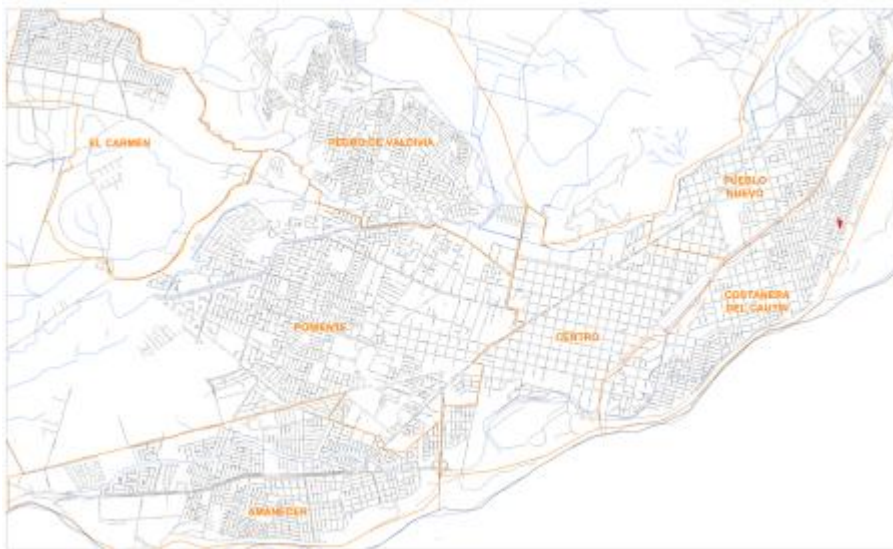 EL CARMEN
PEDRO DE VALDIVIA
PUEBLO
NUEVO
COSTANERA
DEL CAUTIN
PONIENTE
CENTRO
AMANECER